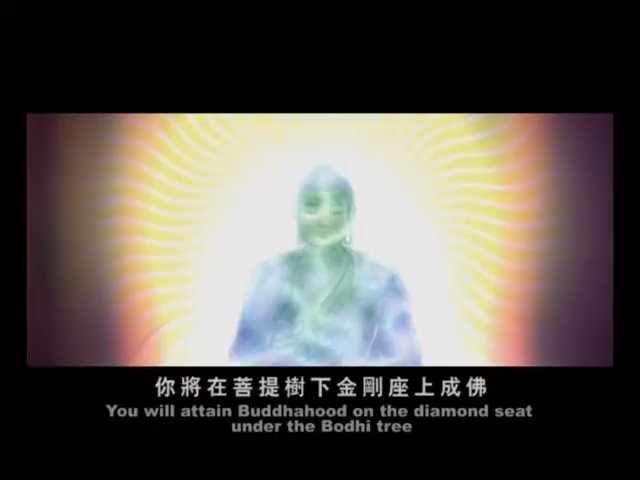 你將在菩提樹下金剛座上成佛
You will attain Buddhahood on the diamond seat
under the Bodhi tree